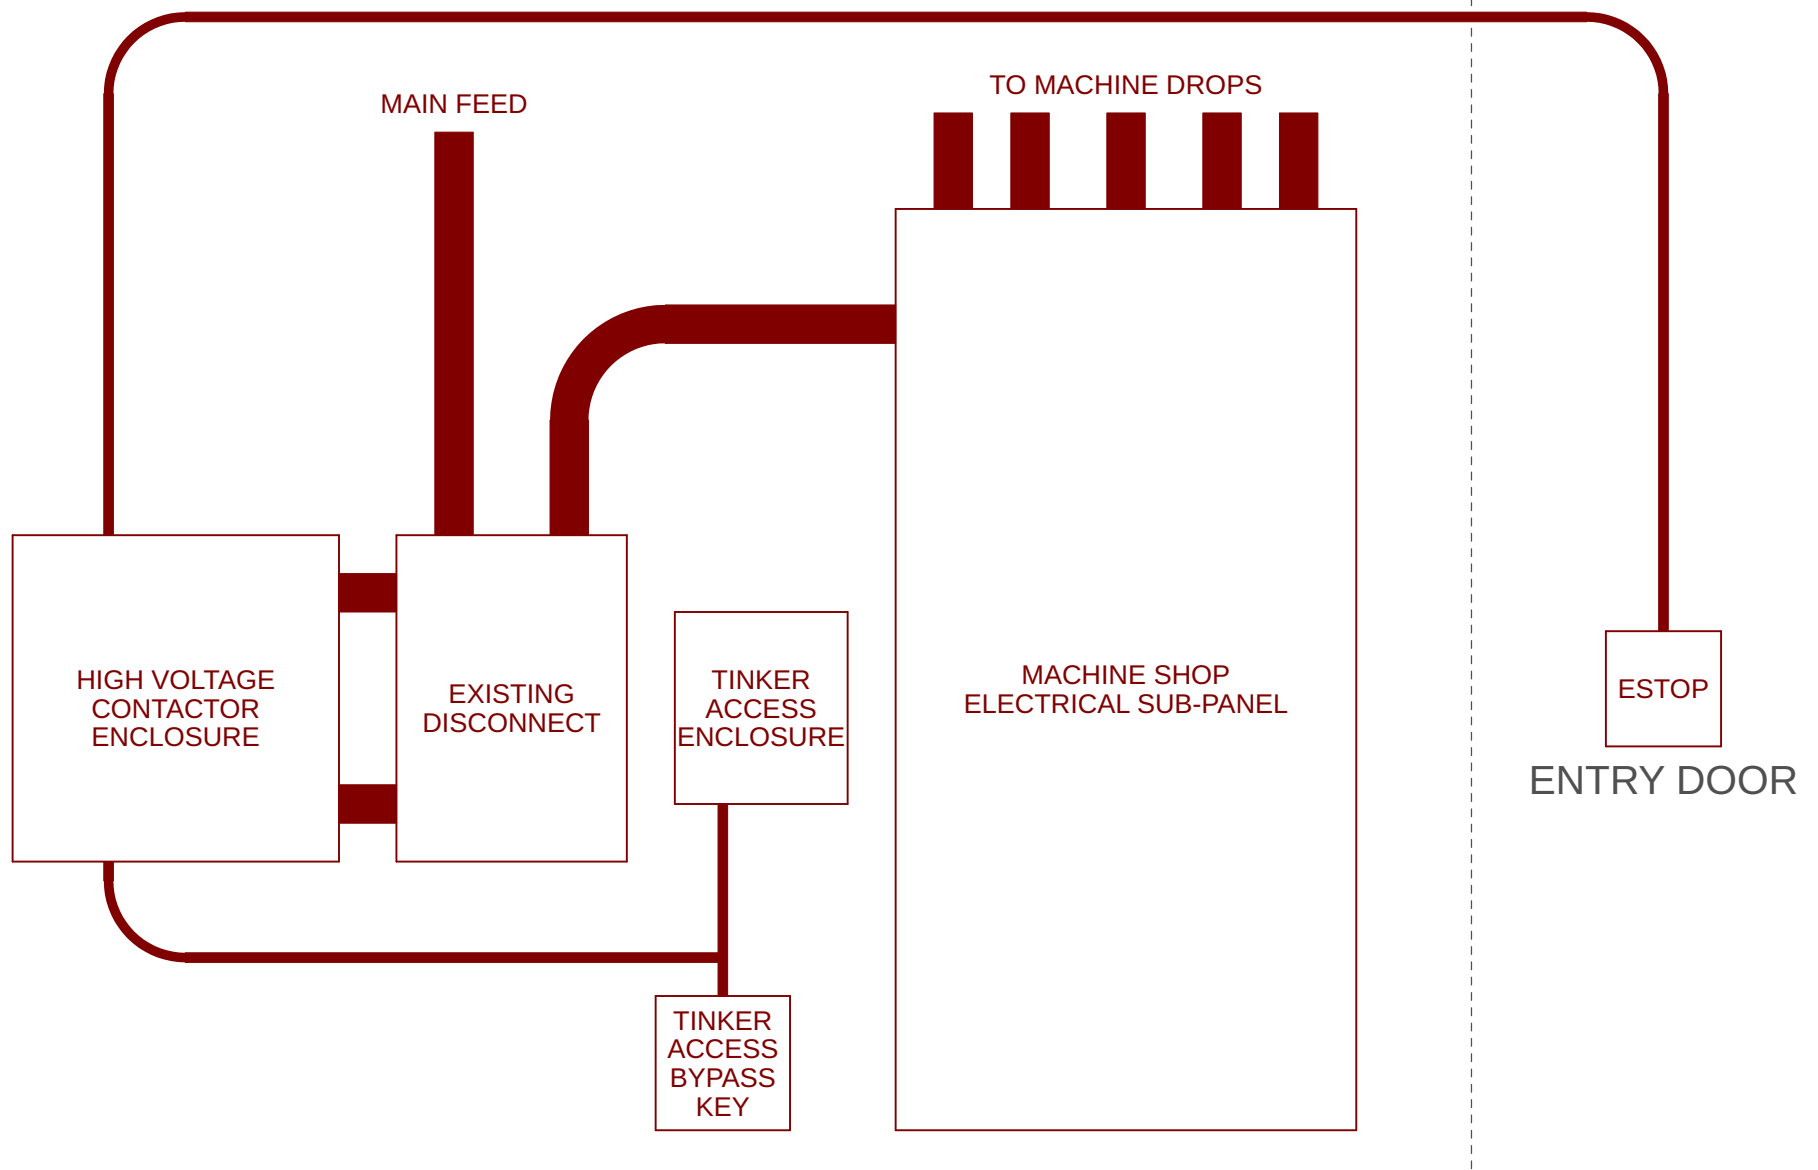 TO MACHINE DROPS
MAIN FEED
HIGH VOLTAGE
CONTACTOR
ENCLOSURE
EXISTING
DISCONNECT
TINKER
ACCESS
ENCLOSURE
MACHINE SHOP
ELECTRICAL SUB-PANEL
ESTOP
ENTRY DOOR
TINKER
ACCESS
BYPASS
KEY